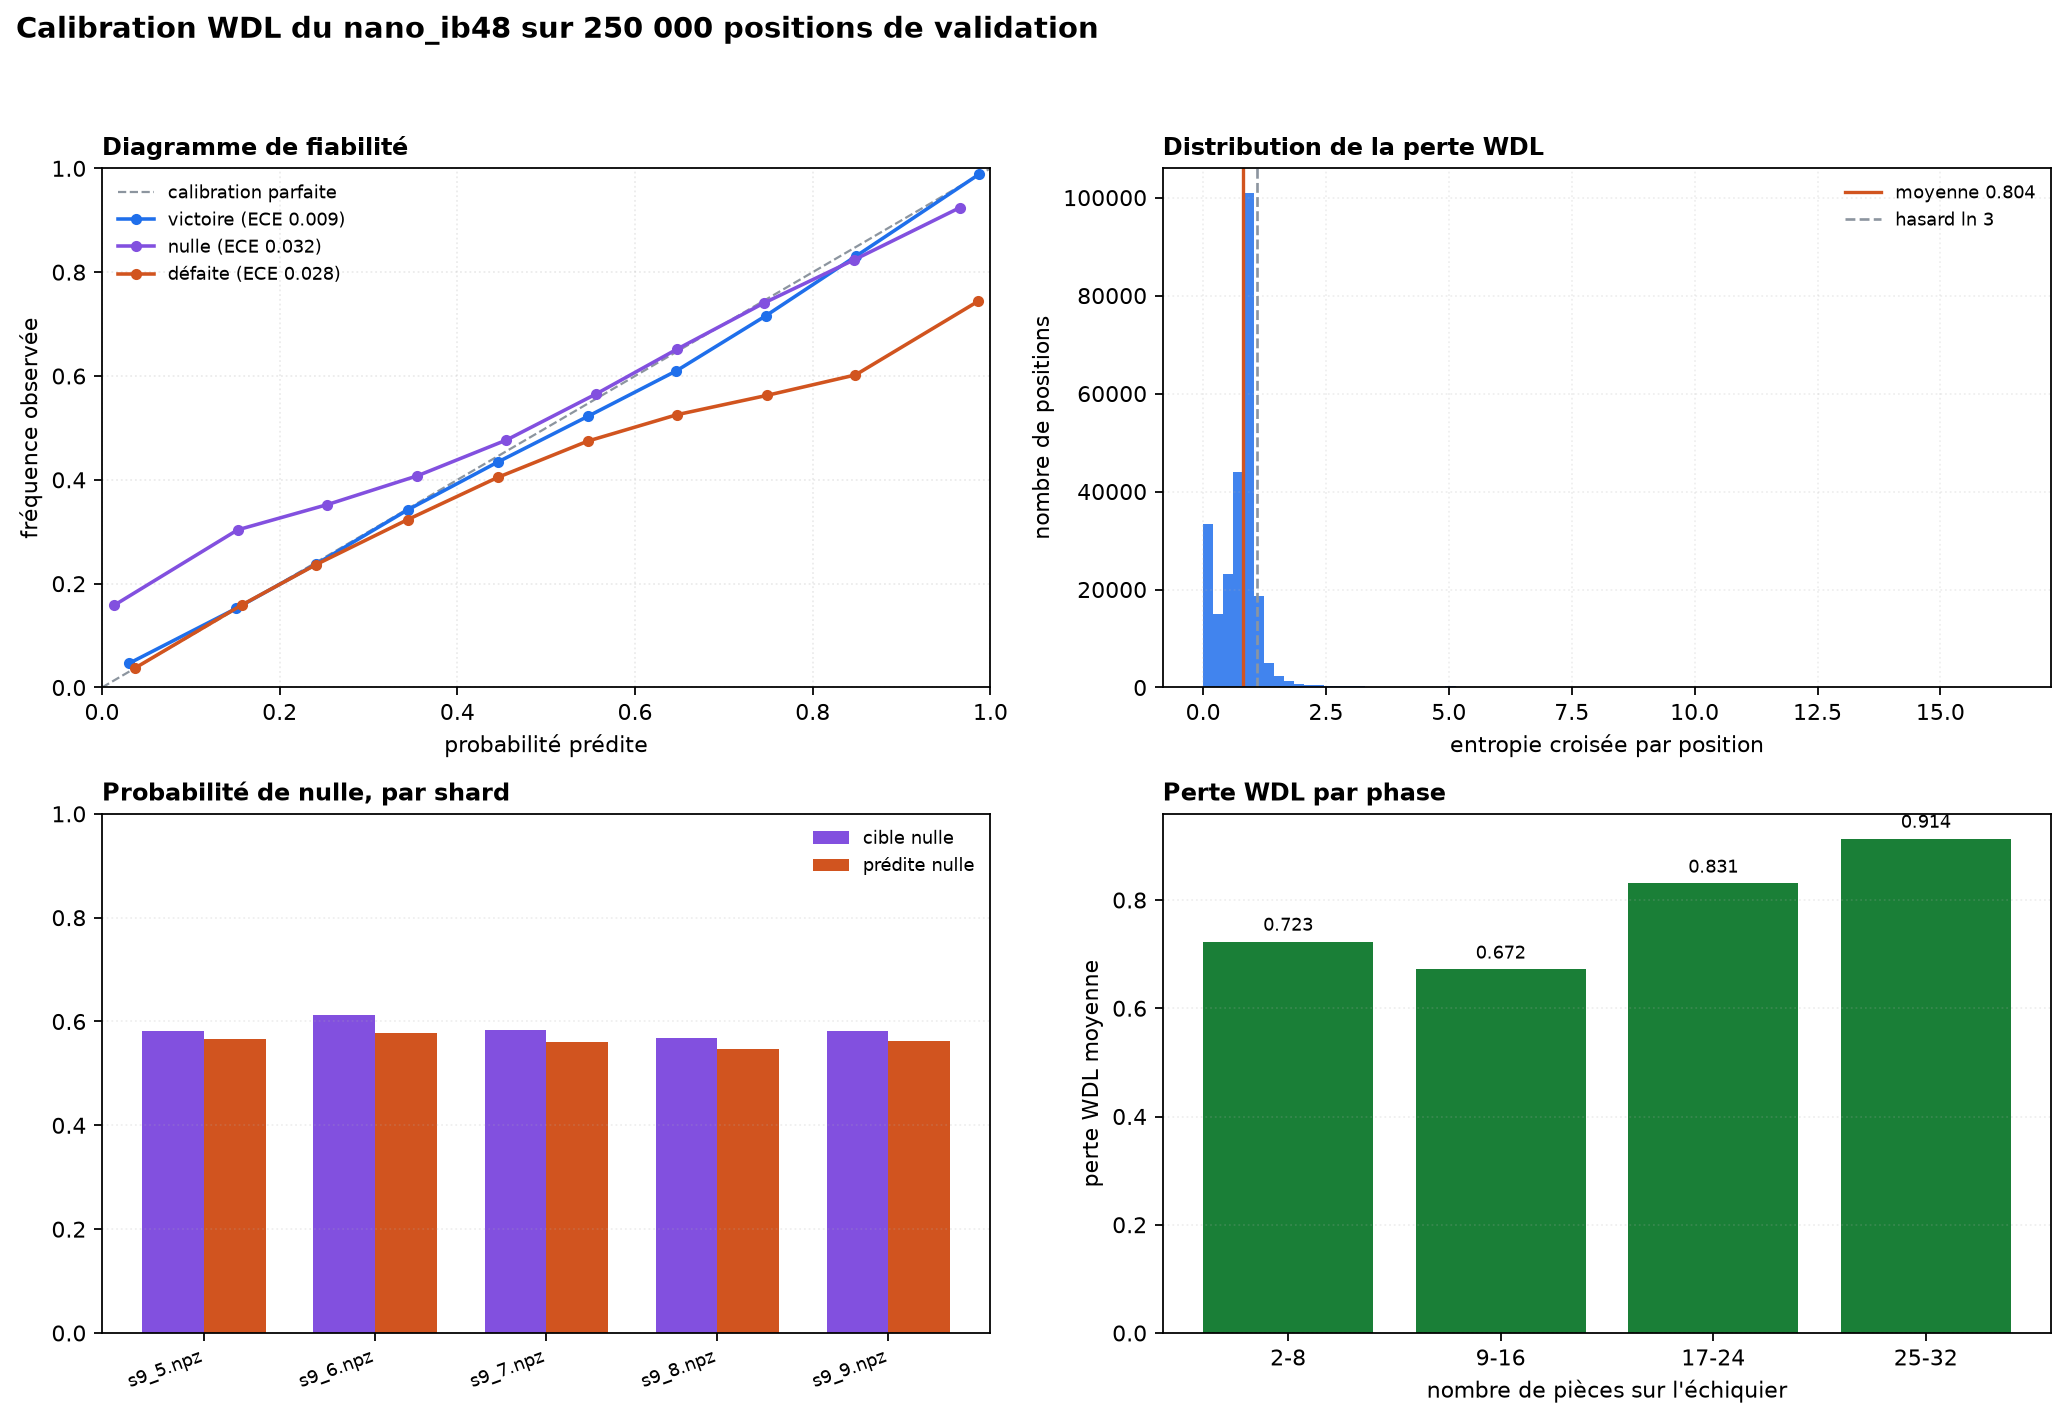 Calibration WDL du nano_ib48 sur 250 000 positions de validation
Diagramme de fiabilité
1.0
0.8
0.6
0.4
0.2
0.0
fréquence observée
calibration parfaite
victoire (ECE 0.009)
nulle (ECE 0.032)
défaite (ECE 0.028)
0.0 0.2 0.4 0.6 0.8 1.0
probabilité prédite
Distribution de la perte WDL
100000
80000
60000
40000
20000
0
nombre de positions
moyenne 0.804
hasard ln 3
0.0 2.5 5.0 7.5 10.0 12.5 15.0
entropie croisée par position
Probabilité de nulle, par shard
1.0
0.8
0.6
0.4
0.2
0.0
cible nulle
prédite nulle
s9_5.npz s9_6.npz s9_7.npz s9_8.npz s9_9.npz
Perte WDL par phase
0.8
0.6
0.4
0.2
0.0
perte WDL moyenne
0.723
0.672
0.831
0.914
2-8 9-16 17-24 25-32
nombre de pièces sur l'échiquier